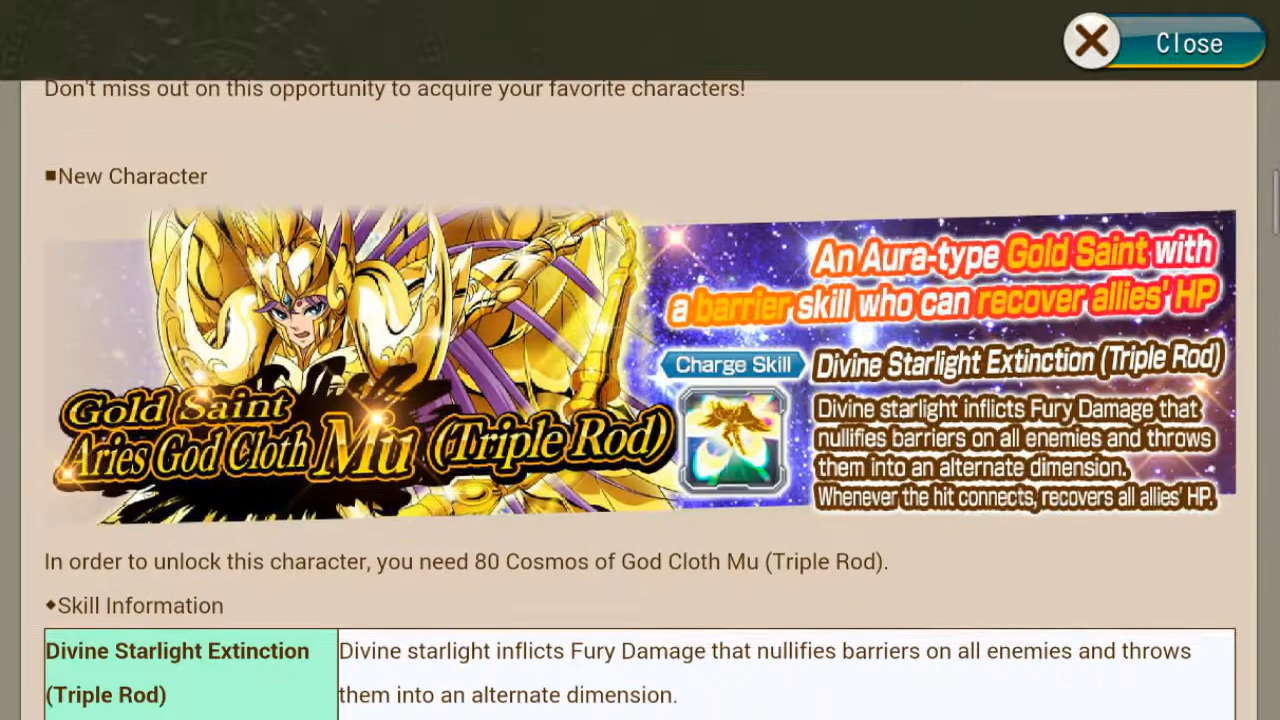 Close
Don't miss out on this opportunity to acquire your favorite characters!
■New Character
An Aura-type Gold Saint with
a barrier skill who can recover allies' HP
Charge Skill
Divine Starlight Extinction (Triple Rod)
Divine starlight inflicts Fury Damage that
nullifies barriers on all enemies and throws
them into an alternate dimension.
Whenever the hit connects, recovers all allies' HP.
Gold Saint
Aries God Cloth Mu (Triple Rod)
In order to unlock this character, you need 80 Cosmos of God Cloth Mu (Triple Rod).
◆Skill Information
Divine Starlight Extinction
(Triple Rod)
Divine starlight inflicts Fury Damage that nullifies barriers on all enemies and throws
them into an alternate dimension.